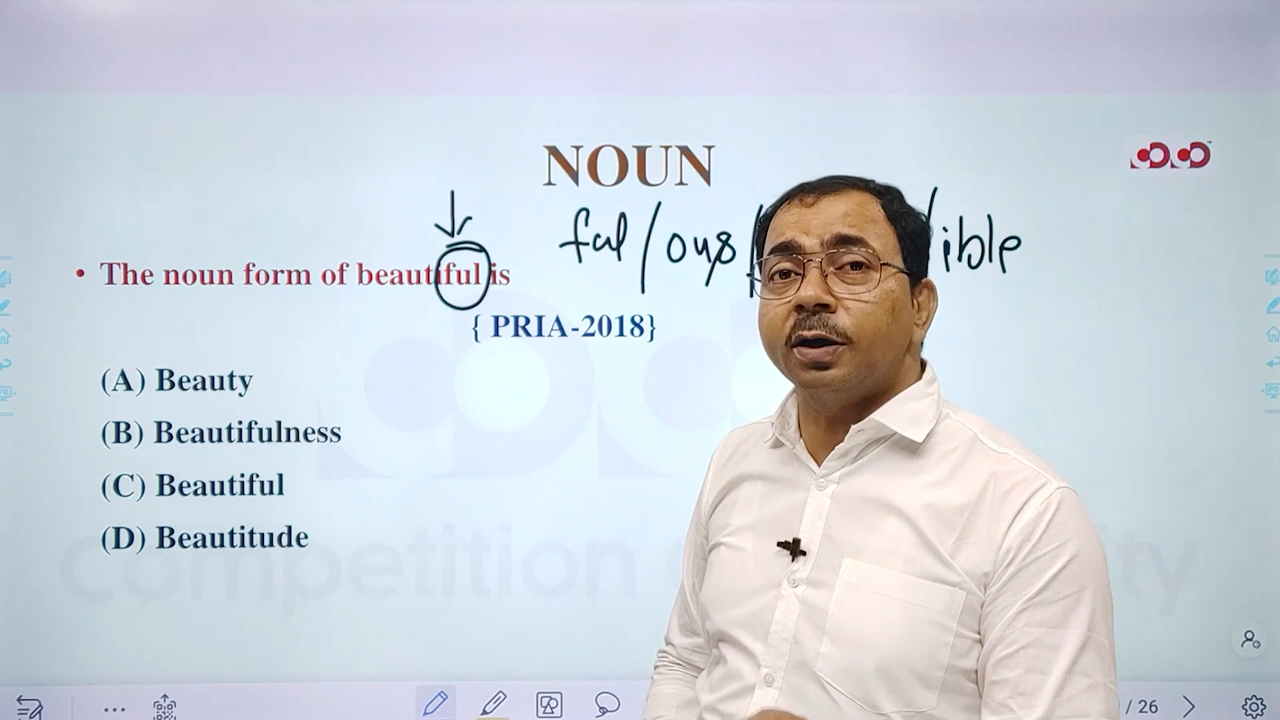 NOUN
ful / ous / / ible
• The noun form of beautiful is
{ PRIA-2018}
(A) Beauty
(B) Beautifulness
(C) Beautiful
(D) Beautitude
competition
/ 26